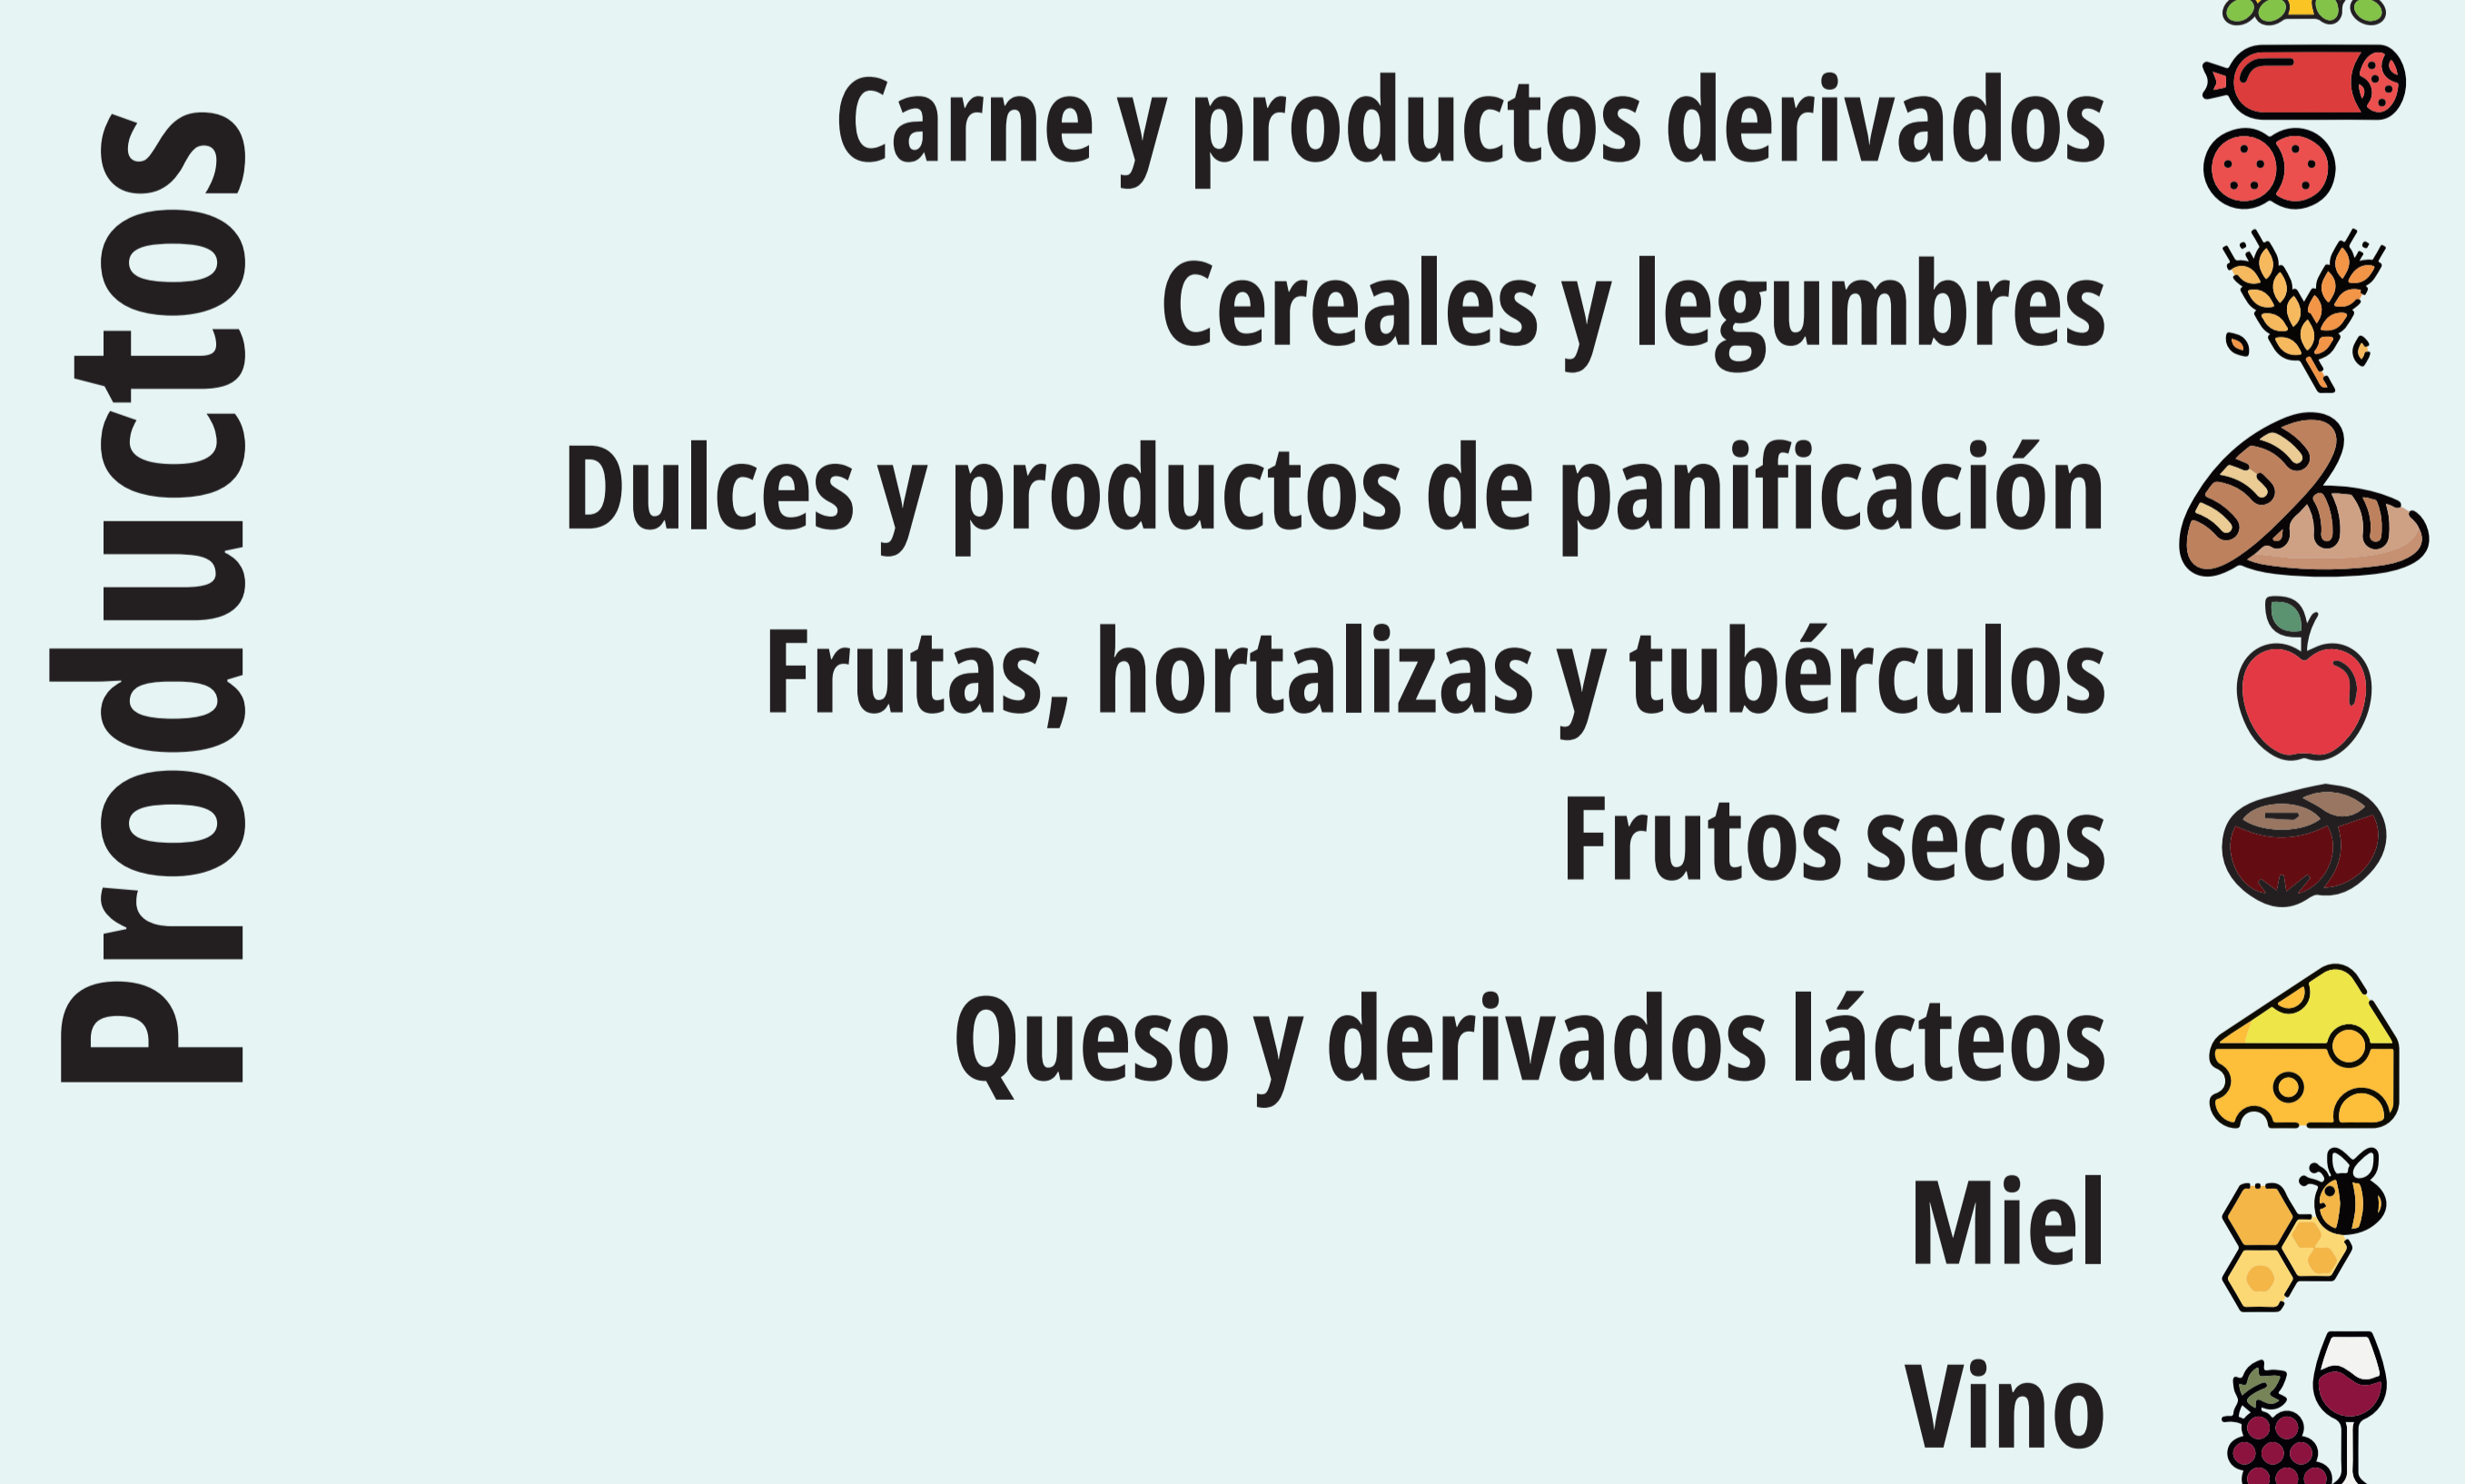 Productos
Carne y productos derivados
Cereales y legumbres
Dulces y productos de panificación
Frutas, hortalizas y tubérculos
Frutos secos
Queso y derivados lácteos
Miel
Vino